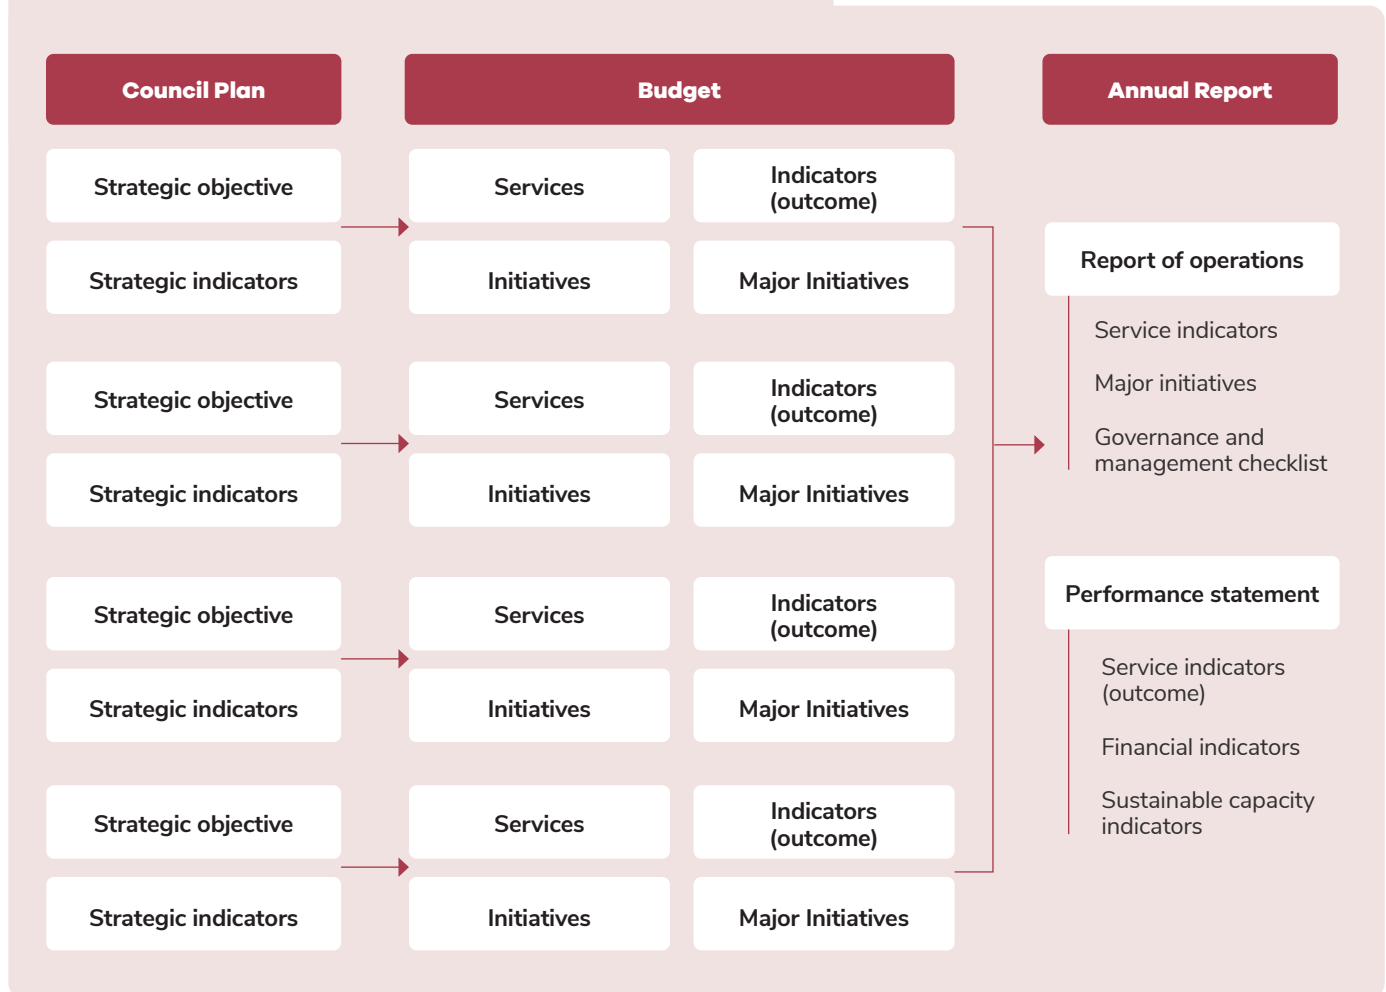 Council Plan
Budget
Annual Report
Strategic objective
Services
Indicators
(outcome)
Strategic indicators
Initiatives
Major Initiatives
Strategic objective
Services
Indicators
(outcome)
Strategic indicators
Initiatives
Major Initiatives
Strategic objective
Services
Indicators
(outcome)
Strategic indicators
Initiatives
Major Initiatives
Strategic objective
Services
Indicators
(outcome)
Strategic indicators
Initiatives
Major Initiatives
Report of operations
Service indicators
Major initiatives
Governance and
management checklist
Performance statement
Service indicators
(outcome)
Financial indicators
Sustainable capacity
indicators